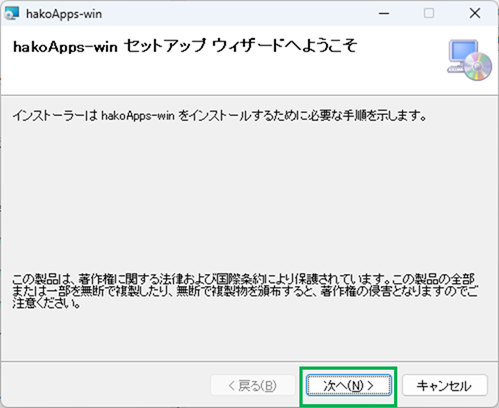 hakoApps-win
hakoApps-win セットアップ ウィザードへようこそ
インストーラーは hakoApps-win をインストールするために必要な手順を示します。
この製品は、著作権に関する法律および国際条約により保護されています。この製品の全部
または一部を無断で複製したり、無断で複製物を頒布すると、著作権の侵害となりますのでご
注意ください。
< 戻る(B)
次へ(N) >
キャンセル